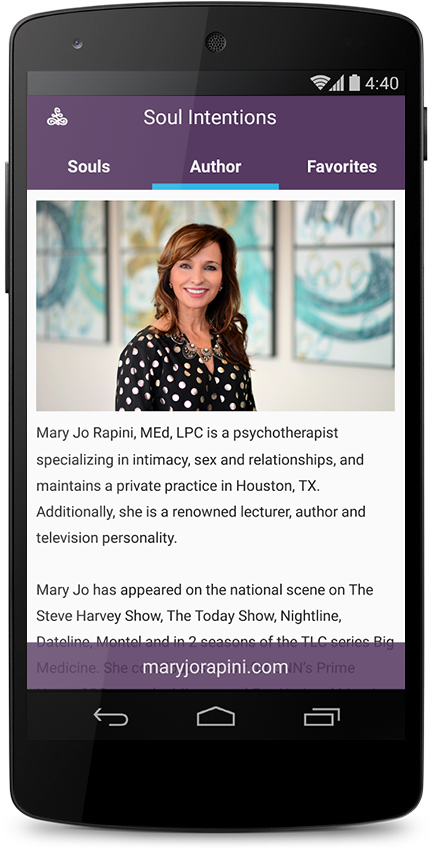 4:40
Soul Intentions
Souls Author Favorites
Mary Jo Rapini, MEd, LPC is a psychotherapist
specializing in intimacy, sex and relationships, and
maintains a private practice in Houston, TX.
Additionally, she is a renowned lecturer, author and
television personality.
Mary Jo has appeared on the national scene on The
Steve Harvey Show, The Today Show, Nightline,
Dateline, Montel and in 2 seasons of the TLC series Big
Medicine. She Prime
maryjorapini.com